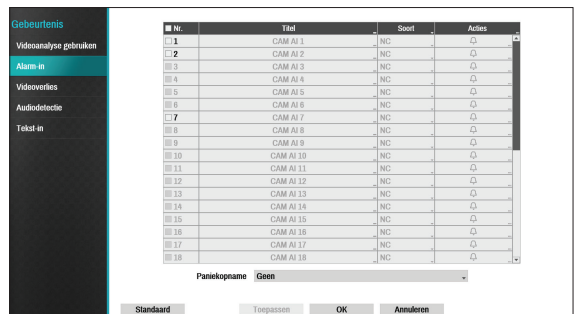 Gebeurtenis
Videoanalyse gebruiken
Alarm-in
Videoverlies
Audiodetectie
Tekst-in
Nr. Titel Soort Acties
1 CAM AI 1 NC
2 CAM AI 2 NC
3 CAM AI 3 NC
4 CAM AI 4 NC
5 CAM AI 5 NC
6 CAM AI 6 NC
7 CAM AI 7 NC
8 CAM AI 8 NC
9 CAM AI 9 NC
10 CAM AI 10 NC
11 CAM AI 11 NC
12 CAM AI 12 NC
13 CAM AI 13 NC
14 CAM AI 14 NC
15 CAM AI 15 NC
16 CAM AI 16 NC
17 CAM AI 17 NC
18 CAM AI 18 NC
Paniekopname Geen
Standaard Toepassen OK Annuleren